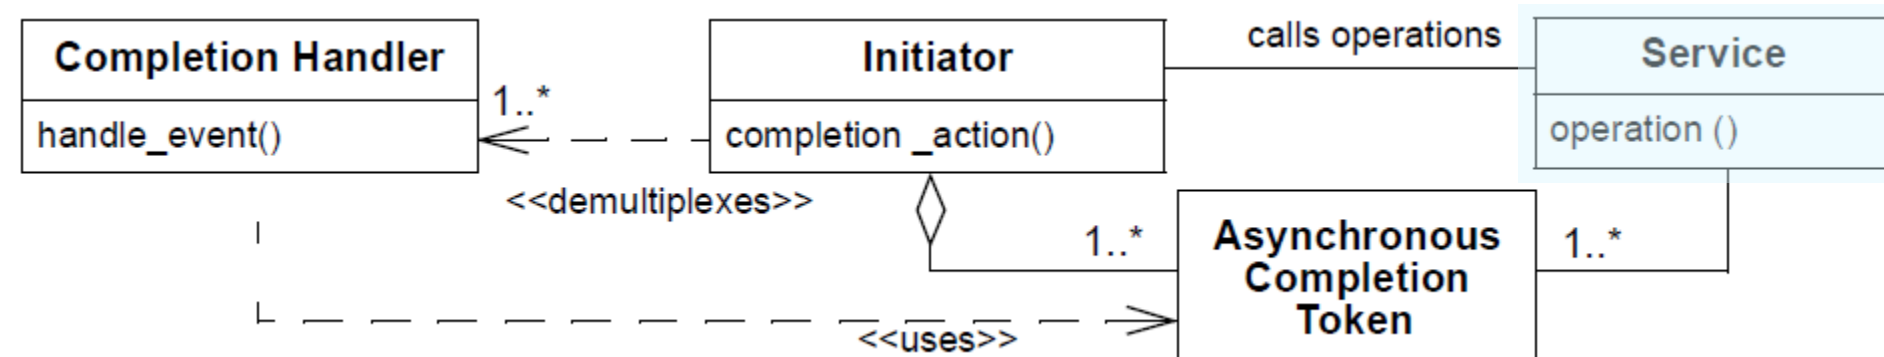 Completion Handler
handle_event()
1..*
<<demultiplexes>>
Initiator
completion _action()
calls operations
Service
operation ()
1..*
Asynchronous
Completion
Token
1..*
<<uses>>